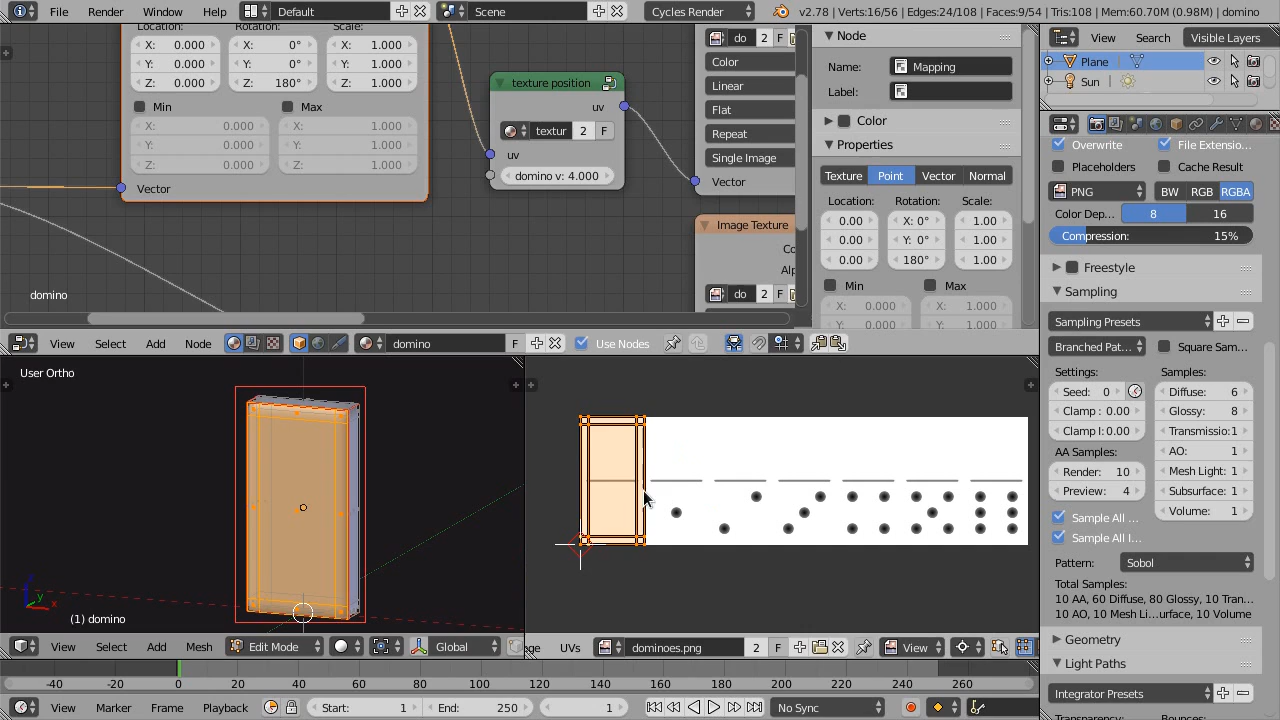 File Render Window Help Default Scene Cycles Render v2.78 | Verts:16/56 | Edges:24/108 | Faces:9/54 | Tris:108 | Mem:60.70M (0.98M) | domino
Location: Rotation: Scale:
X: 0.000 X: 0° X: 1.000
Y: 0.000 Y: 0° Y: 1.000
Z: 0.000 Z: 180° Z: 1.000
Min Max
X: 0.000 X: 1.000
Y: 0.000 Y: 1.000
Z: 0.000 Z: 1.000
Vector
texture position
uv
textur 2 F
uv
domino v: 4.000
do 2 F
Color
Linear
Flat
Repeat
Single Image
Vector
Image Texture
Co
Alp
do 2 F
domino
Node
Name: Mapping
Label:
Color
Properties
Texture Point Vector Normal
Location: Rotation: Scale:
0.00 X: 0° 1.00
0.00 Y: 0° 1.00
0.00 180° 1.00
Min Max
X: 0.000 X: 1.000
Y: 0.000 Y: 1.000
View Select Add Node domino F Use Nodes
User Ortho
(1) domino
View Select Add Mesh Edit Mode Global
ge UVs dominoes.png 2 F View
-40 -20 0 20 40 60 80 100 120 140 160 180 200 220 240 260
View Marker Frame Playback Start: 1 End: 250 1 No Sync
View Search Visible Layers
Plane
Sun
Overwrite File Extensio...
Placeholders Cache Result
PNG BW RGB RGBA
Color Dep... 8 16
Compression: 15%
Freestyle
Sampling
Sampling Presets
Branched Pat... Square Sam...
Settings: Samples:
Seed: 0 Diffuse: 6
Clamp : 0.00 Glossy: 8
Clamp I: 0.00 Transmissio: 1
AA Samples: AO: 1
Render: 10 Mesh Light: 1
Preview: 4 Subsurface: 1
Sample All ... Volume: 1
Sample All I...
Pattern: Sobol
Total Samples:
10 AA, 60 Diffuse, 80 Glossy, 10 Tran...
10 AO, 10 Mesh Li...urface, 10 Volume
Geometry
Light Paths
Integrator Presets